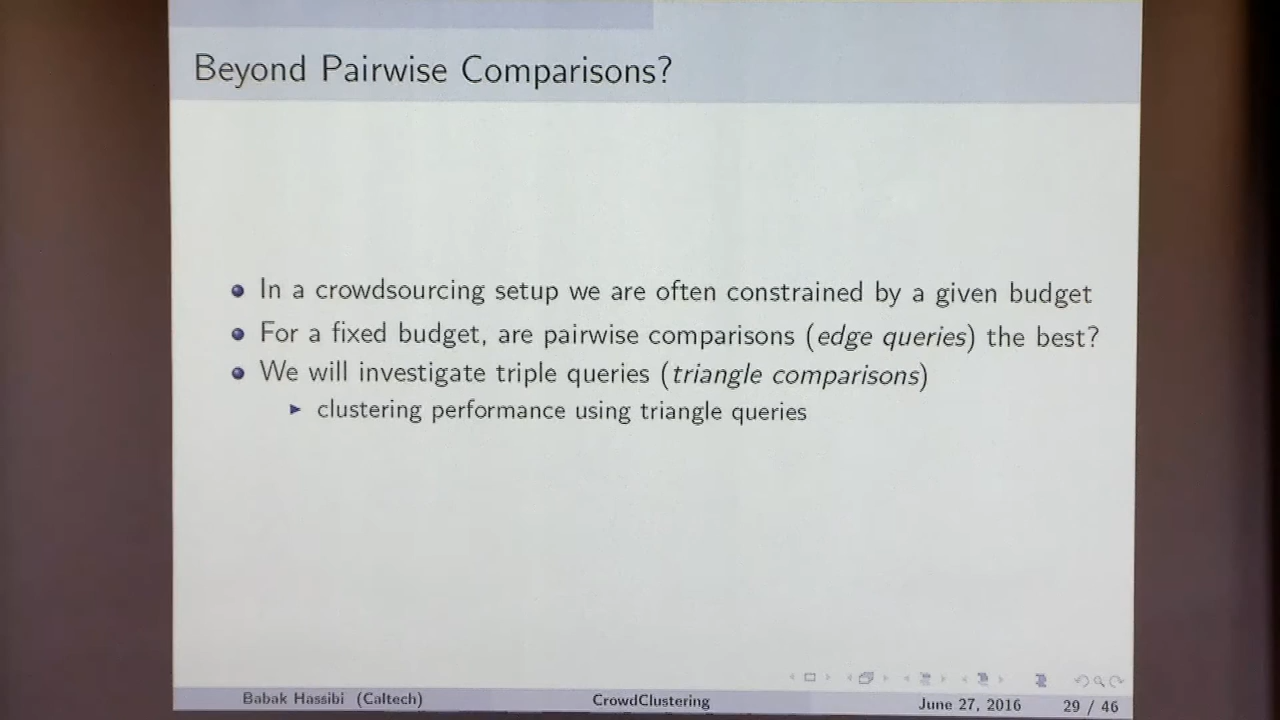 Beyond Pairwise Comparisons?
In a crowdsourcing setup we are often constrained by a given budget
For a fixed budget, are pairwise comparisons (edge queries) the best?
We will investigate triple queries (triangle comparisons)
clustering performance using triangle queries
Babak Hassibi (Caltech) CrowdClustering June 27, 2016 29 / 46